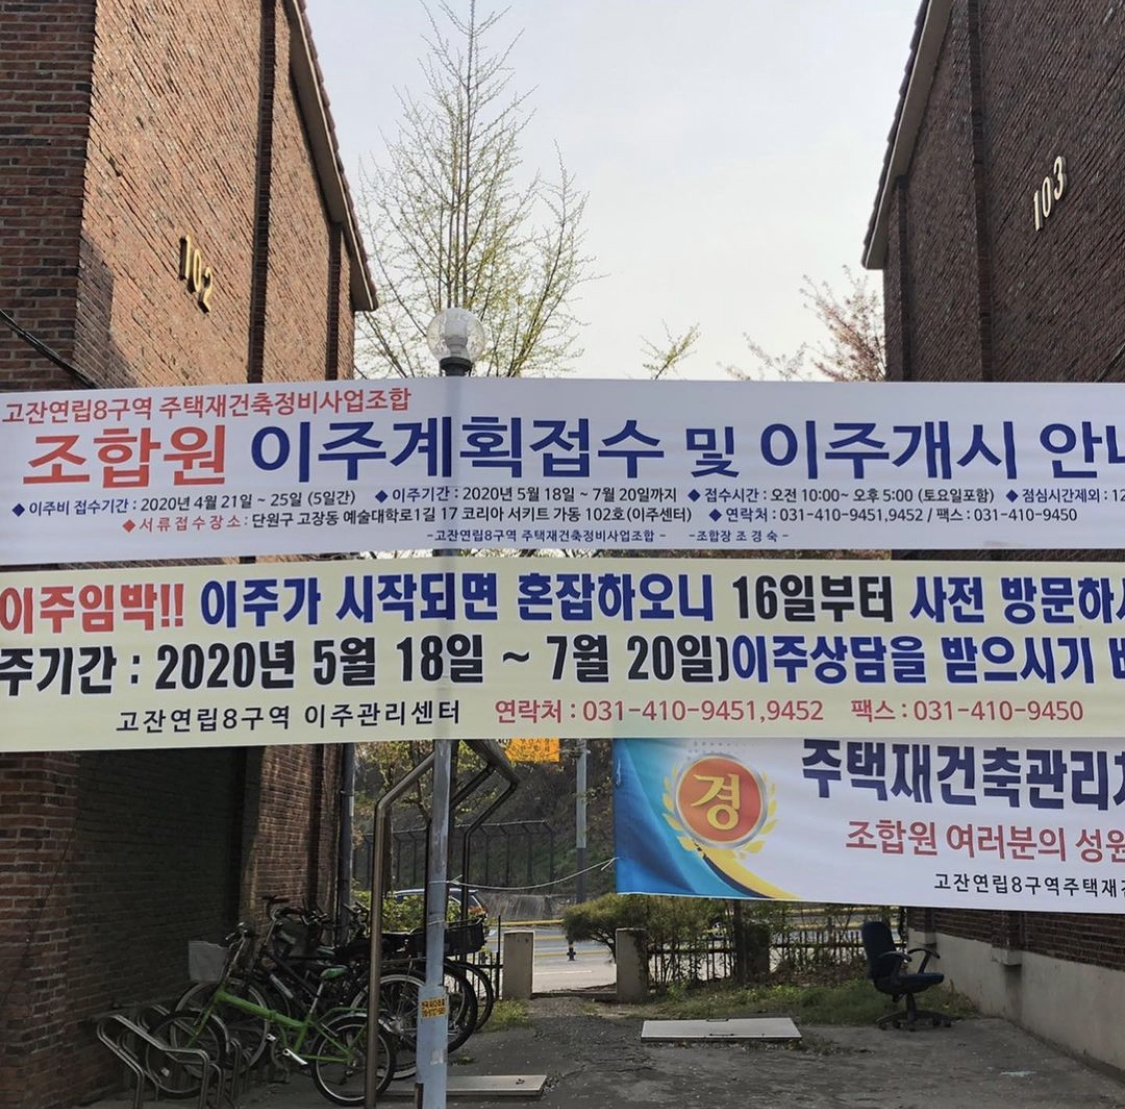 102
103
고잔연립8구역 주택재건축정비사업조합
조합원 이주계획접수 및 이주개시
◆이주비 접수기간 : 2020년 4월 21일 ~ 25일 (5일간) ◆이주기간 : 2020년 5월 18일 ~ 7월 20일까지 ◆접수시간 : 오전 10:00~ 오후 5:00 (토요일포함) ◆점심시간제외 : 12
◆서류접수장소 : 단원구 고장동 예술대학로1길 17 코리아 서키트 가동 102호(이주센터) ◆연락처 : 031-410-9451,9452 / 팩스 : 031-410-9450
-고잔연립8구역 주택재건축정비사업조합 - -조합장 조 경 숙 -
이주임박!! 이주가 시작되면 혼잡하오니 16일부터 사전
주기간 : 2020년 5월 18일 ~ 7월 20일)이주상담을 받으시기
고잔연립8구역 이주관리센터 연락처 : 031-410-9451,9452 팩스 : 031-410-9450
경
주택재건축관리
조합원 여러분의 성원
고잔연립8구역주택재